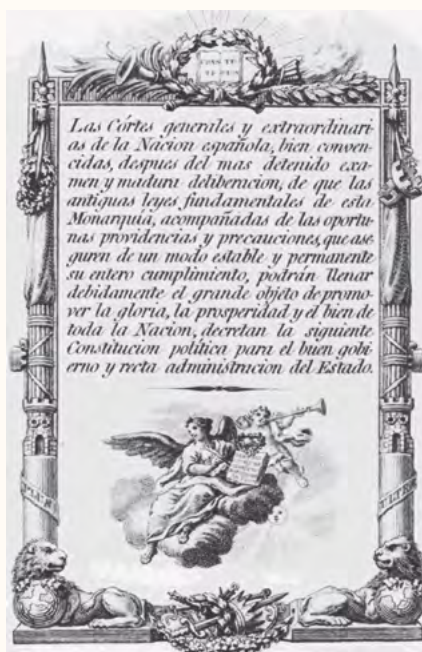 CONSTI
TUCION
Las Córtes generales y extraordinari-
as de la Nacion española, bien conven-
cidas, despues del mas detenido exa-
men y madura deliberacion, de que las
antiguas leyes fundamentales de esta
Monarquía, acompañadas de las oportu-
nas providencias y precauciones, que ase-
guren de un modo estable y permanente
su entero cumplimiento, podrán llenar
debidamente el grande objeto de promo-
ver la gloria, la prosperidad y el bien de
toda la Nacion, decretan la siguiente
Constitucion política para el buen gobi-
erno y recta administracion del Estado.